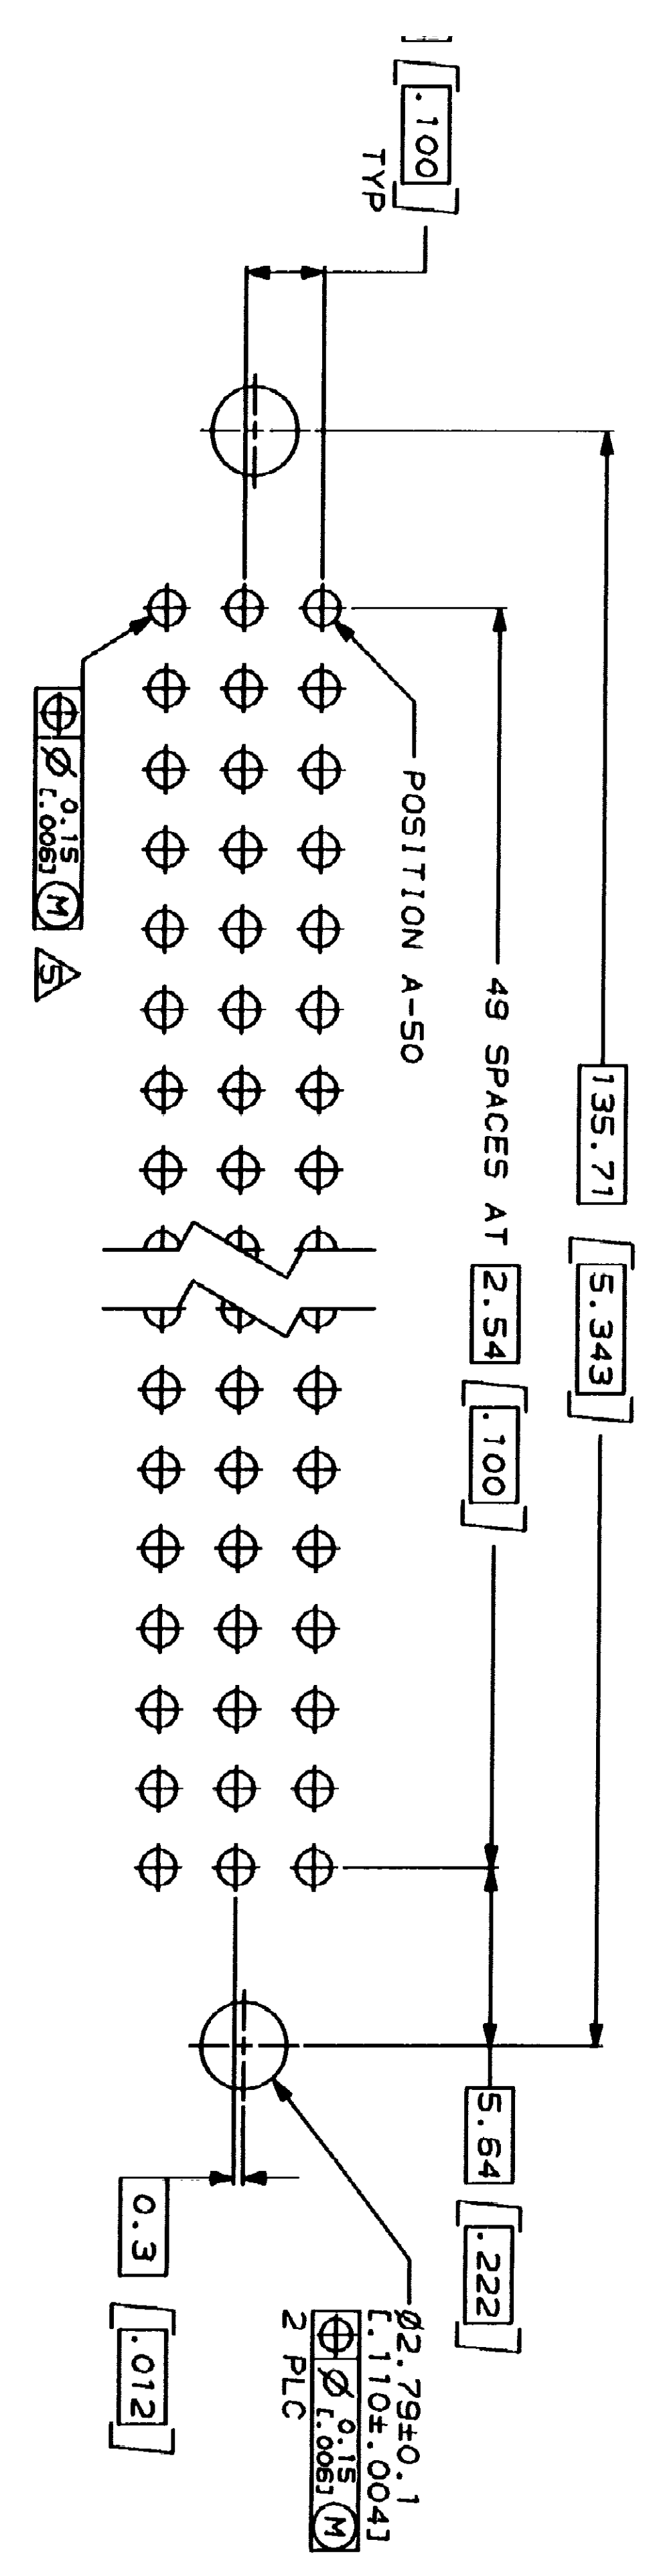 .100
TYP
135.71 [5.343]
49 SPACES AT 2.54 [.100]
5.64 [.222]
POSITION A-50
⌖ Ø 0.15 Ⓜ
[.006]
5
Ø2.79±0.1
[.110±.004]
⌖ Ø 0.15 Ⓜ
[.006]
2 PLC
0.3 [.012]